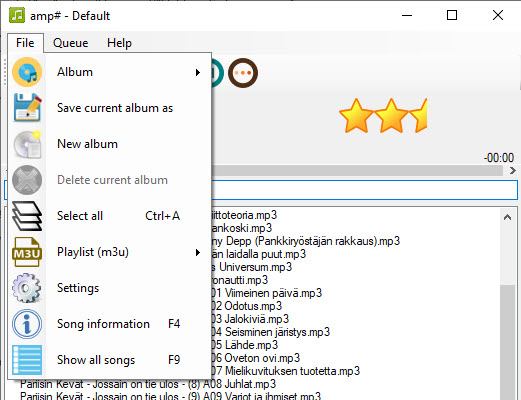 amp# - Default
File Queue Help
Album
Save current album as
New album
Delete current album
Select all Ctrl+A
Playlist (m3u)
M3U
Settings
Song information F4
Show all songs F9
-00:00
iittoteoria.mp3
ankoski.mp3
ny Depp (Pankkiryöstäjän rakkaus).mp3
än laidalla puut.mp3
s Universum.mp3
ronautti.mp3
01 Viimeinen päivä.mp3
02 Odotus.mp3
03 Jalokiviä.mp3
04 Seisminen järistys.mp3
05 Lähde.mp3
06 Oveton ovi.mp3
07 Mielikuvituksen tuotetta.mp3
Pariisin Kevät - Jossain on tie ulos - (8) A08 Juhlat.mp3
Pariisin Kevät - Jossain on tie ulos - (9) A09 Variot ja ihmiset.mp3